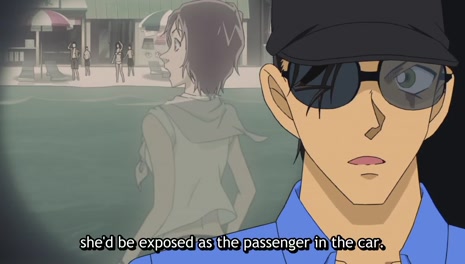 she'd be exposed as the passenger in the car.